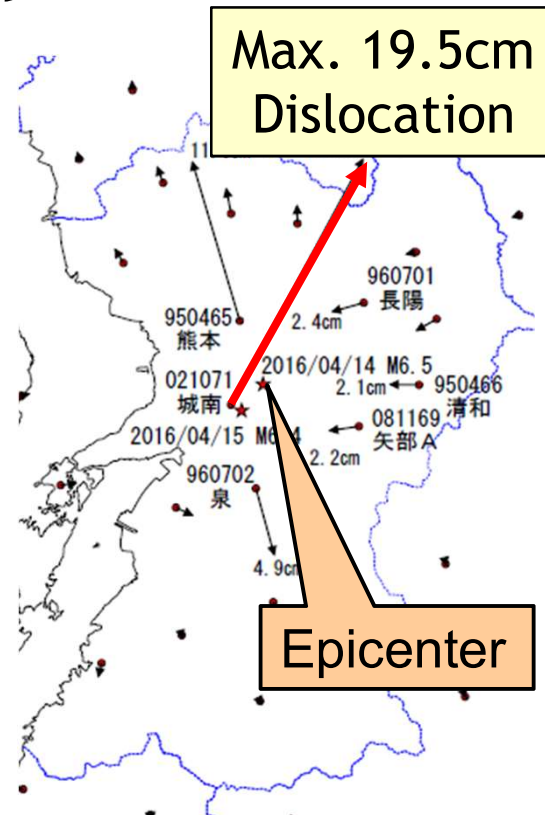 Max. 19.5cm
Dislocation
960701
長陽
950465
熊本
2.4cm
2016/04/14 M6.5
021071
城南
2.1cm
950466
清和
081169
矢部A
2016/04/15
2.2cm
960702
泉
4.9cm
Epicenter